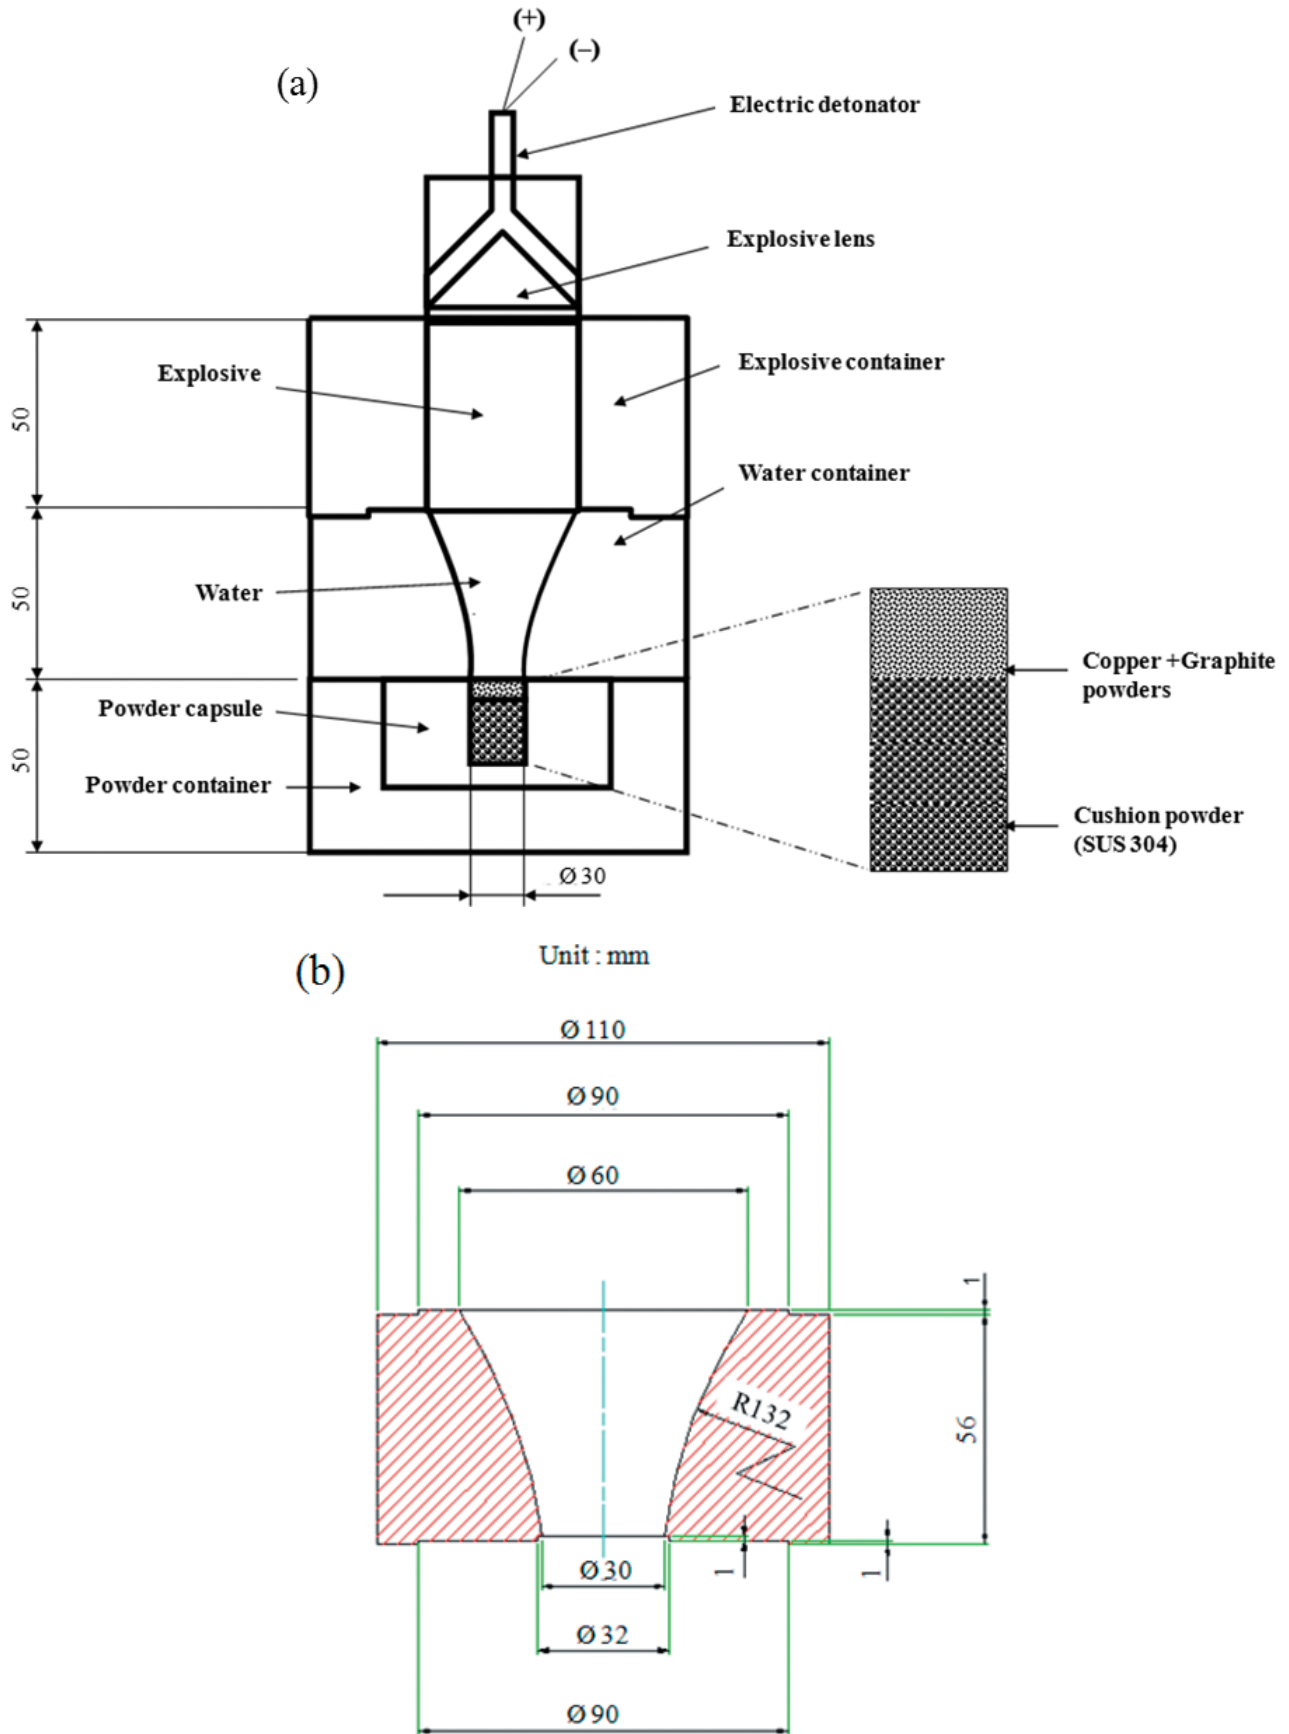 (+)
(–)
(a)
Electric detonator
Explosive lens
Explosive
Explosive container
50
Water container
Water
50
Copper +Graphite
powders
Powder capsule
50
Powder container
Cushion powder
(SUS 304)
Ø 30
Unit : mm
(b)
Ø 110
Ø 90
Ø 60
1
R132
56
Ø 30
1
1
Ø 32
Ø 90